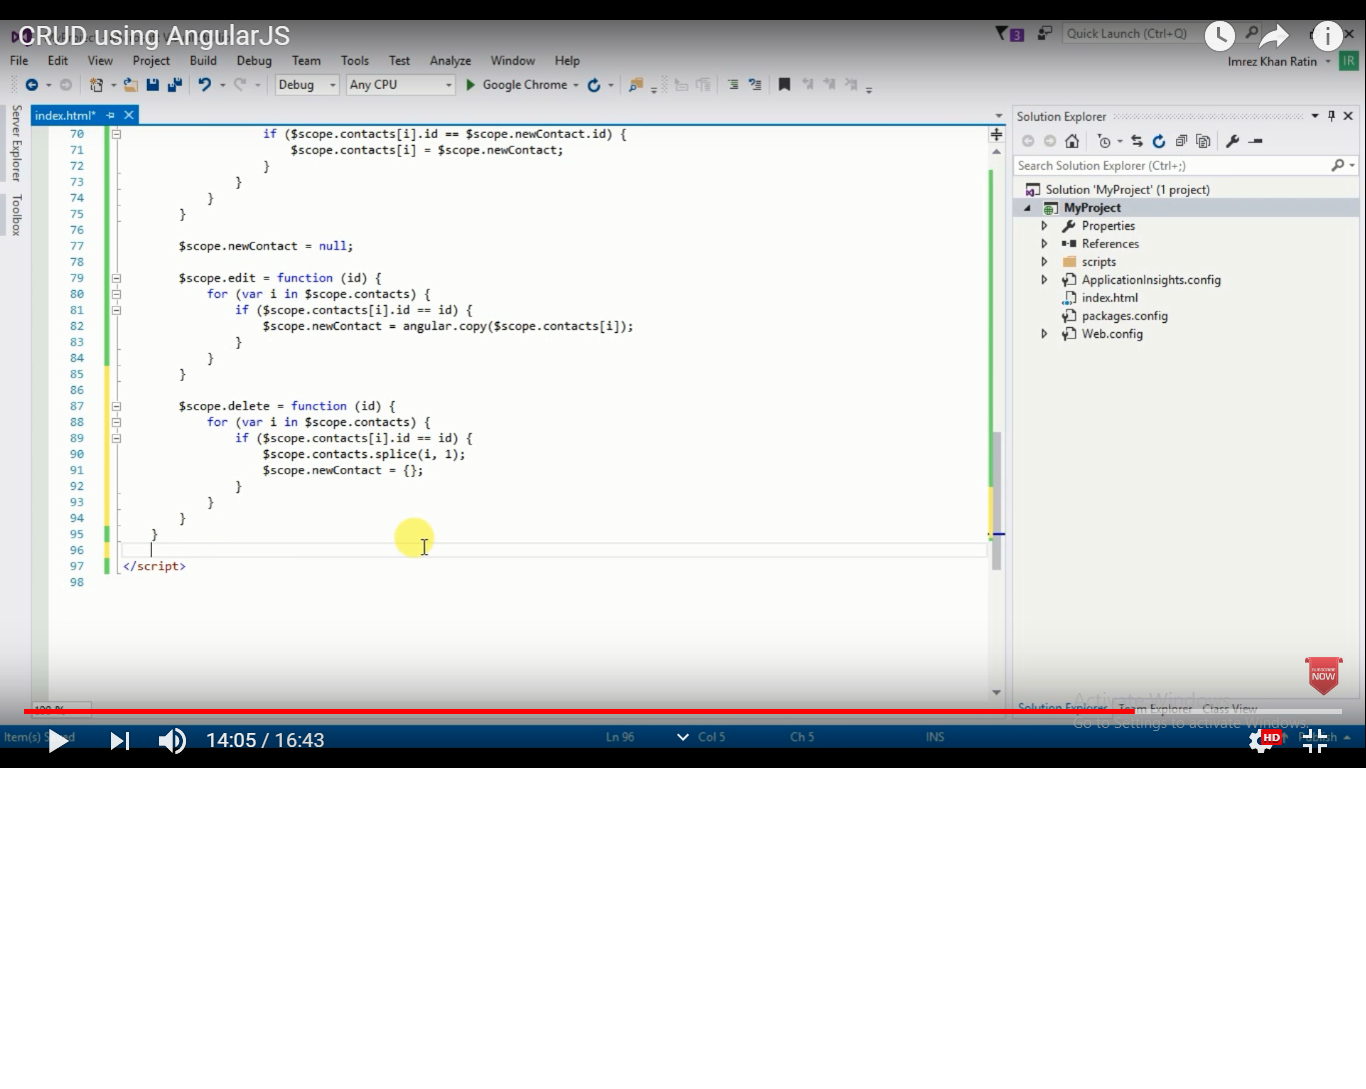 CRUD using AngularJS
3
Quick Launch (Ctrl+Q)
File Edit View Project Build Debug Team Tools Test Analyze Window Help
Imrez Khan Ratin
IR
Debug Any CPU Google Chrome
Server Explorer
Toolbox
index.html*
70 if ($scope.contacts[i].id == $scope.newContact.id) {
71 $scope.contacts[i] = $scope.newContact;
72 }
73 }
74 }
75 }
76
77 $scope.newContact = null;
78
79 $scope.edit = function (id) {
80 for (var i in $scope.contacts) {
81 if ($scope.contacts[i].id == id) {
82 $scope.newContact = angular.copy($scope.contacts[i]);
83 }
84 }
85 }
86
87 $scope.delete = function (id) {
88 for (var i in $scope.contacts) {
89 if ($scope.contacts[i].id == id) {
90 $scope.contacts.splice(i, 1);
91 $scope.newContact = {};
92 }
93 }
94 }
95 }
96
97 </script>
98
Solution Explorer
Search Solution Explorer (Ctrl+;)
Solution 'MyProject' (1 project)
MyProject
Properties
References
scripts
ApplicationInsights.config
index.html
packages.config
Web.config
SUBSCRIBE
NOW
Activate Windows
Go to Settings to activate Windows.
Solution Explorer Team Explorer Class View
Ln 96 Col 5 Ch 5 INS
Publish
14:05 / 16:43
HD